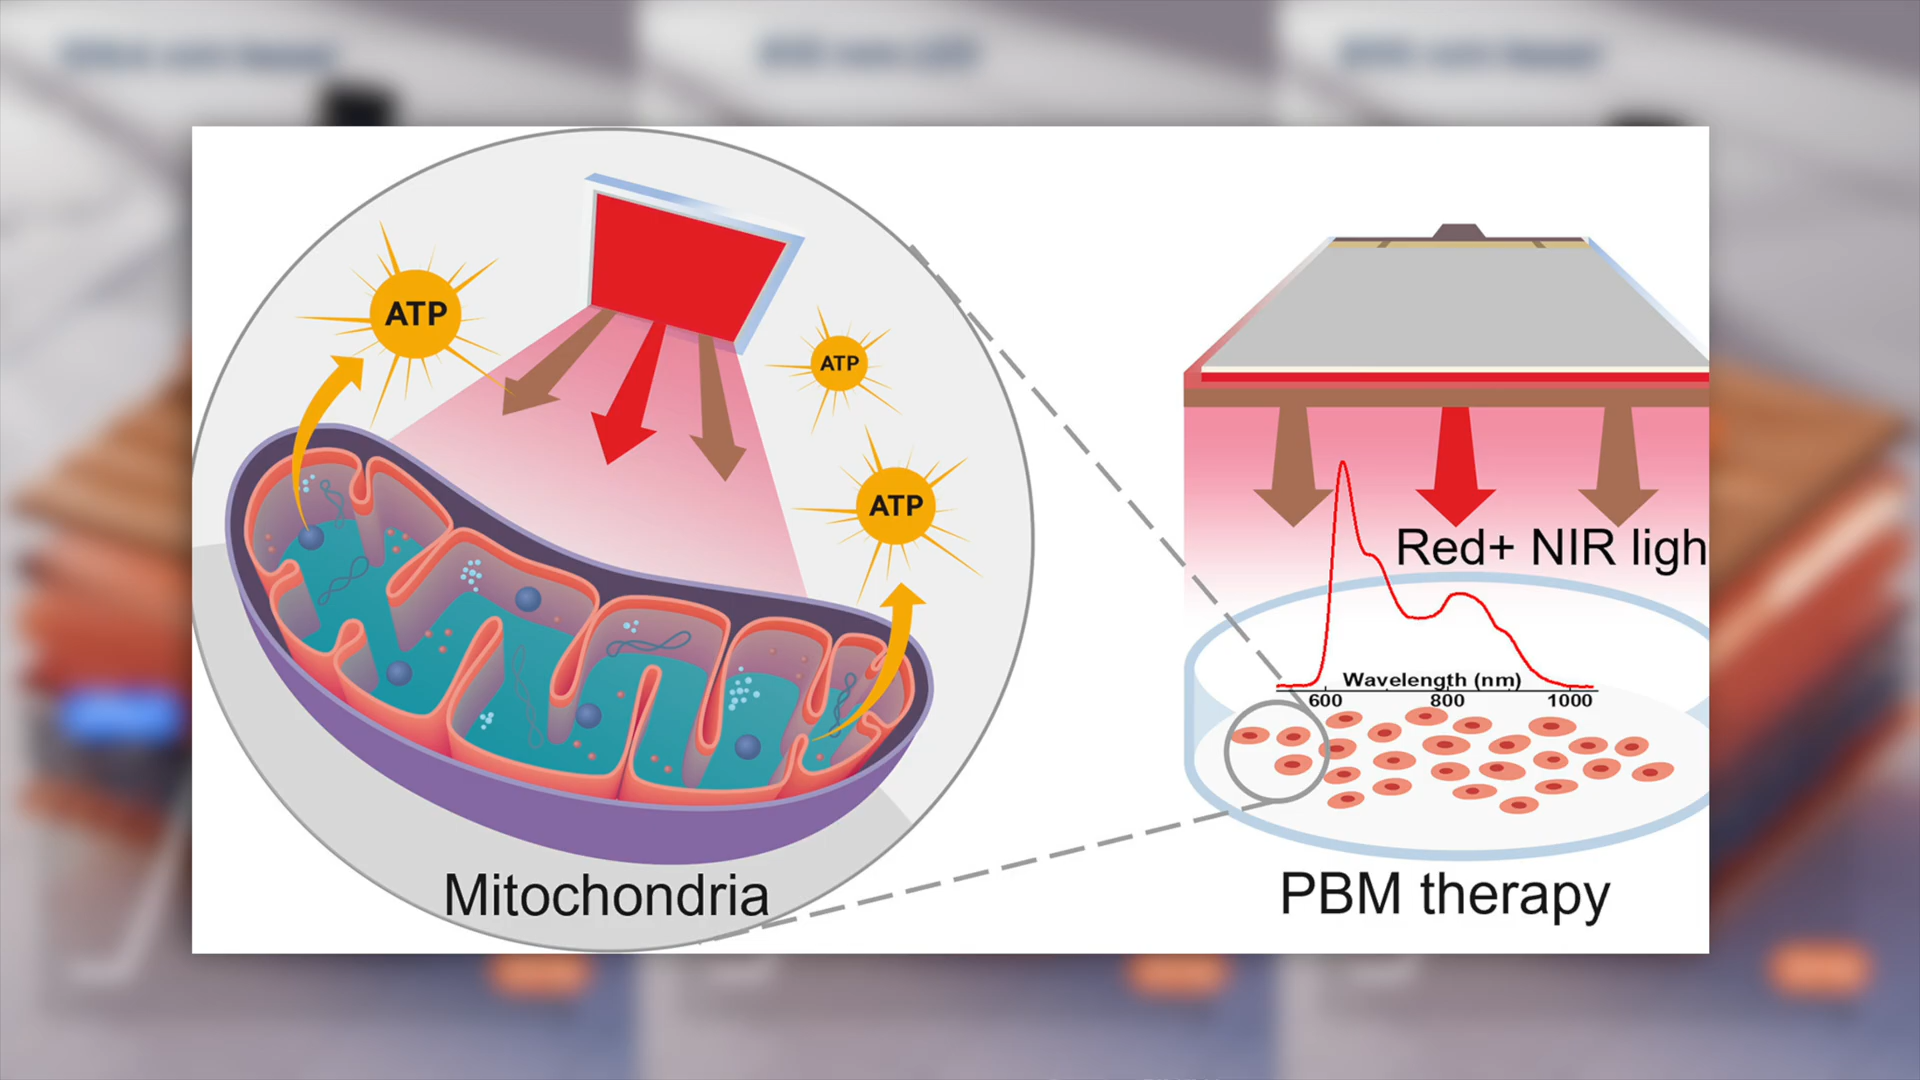 ATP
ATP
ATP
Mitochondria
Red+ NIR ligh
Wavelength (nm)
600 800 1000
PBM therapy